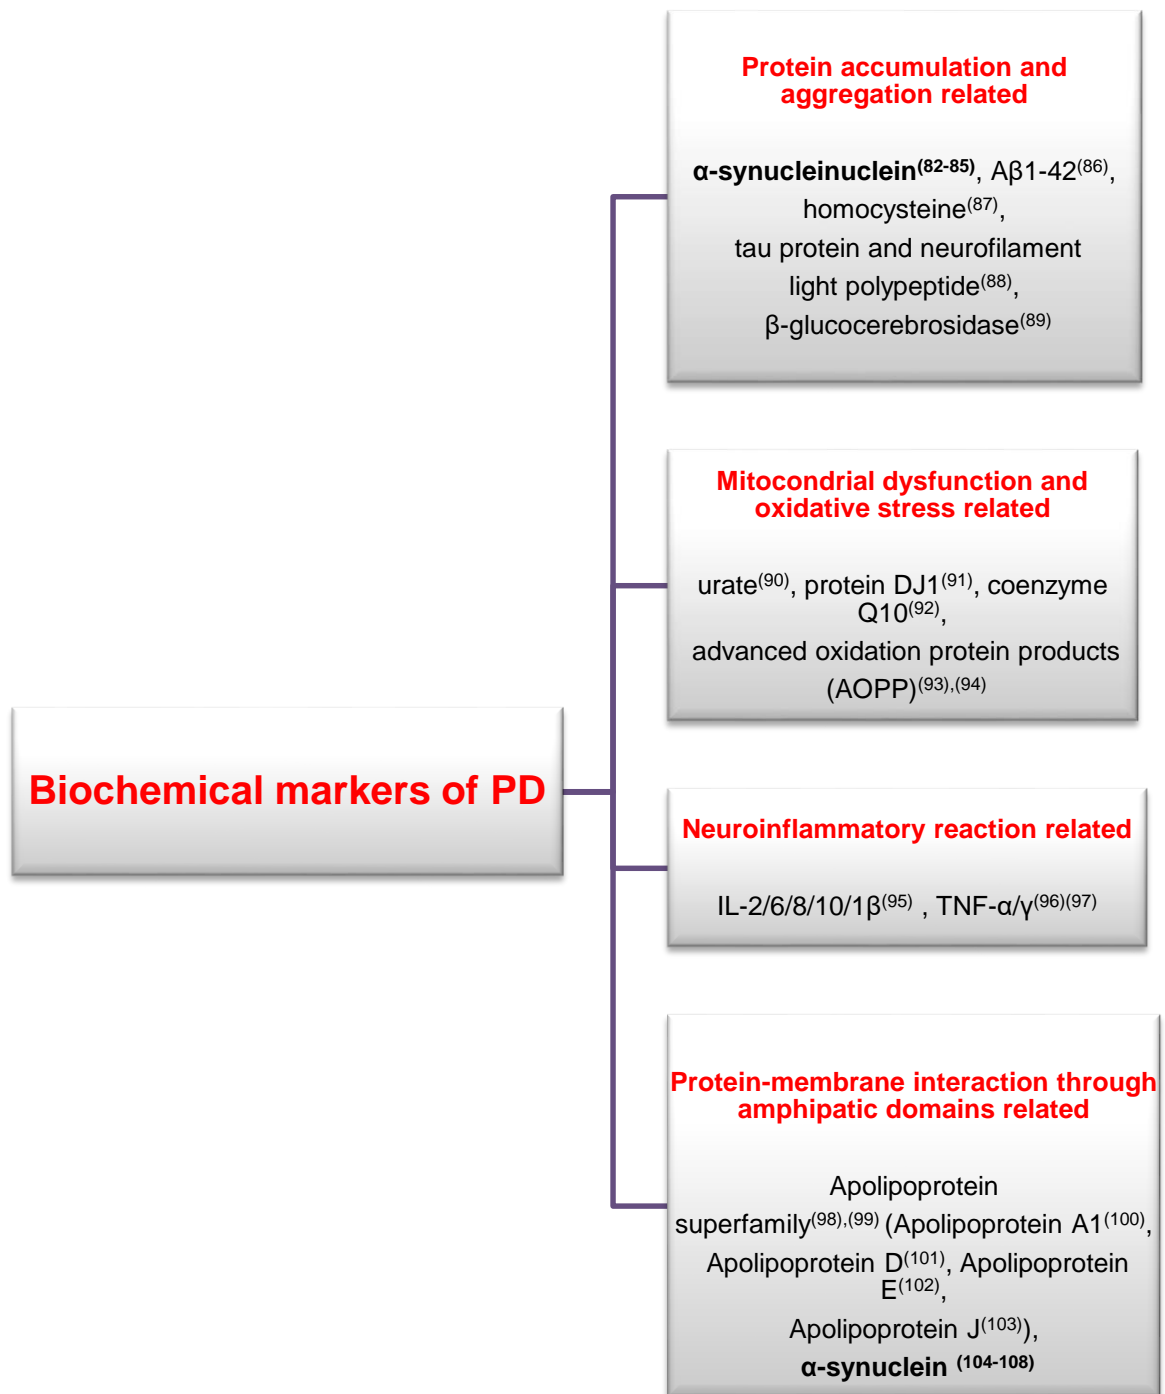 Protein accumulation and
aggregation related
α-synucleinuclein(82-85), Aβ1-42(86),
homocysteine(87),
tau protein and neurofilament
light polypeptide(88),
β-glucocerebrosidase(89)
Mitocondrial dysfunction and
oxidative stress related
urate(90), protein DJ1(91), coenzyme
Q10(92),
advanced oxidation protein products
(AOPP)(93),(94)
Biochemical markers of PD
Neuroinflammatory reaction related
IL-2/6/8/10/1β(95) , TNF-α/γ(96)(97)
Protein-membrane interaction through
amphipatic domains related
Apolipoprotein
superfamily(98),(99) (Apolipoprotein A1(100),
Apolipoprotein D(101), Apolipoprotein
E(102),
Apolipoprotein J(103)),
α-synuclein (104-108)